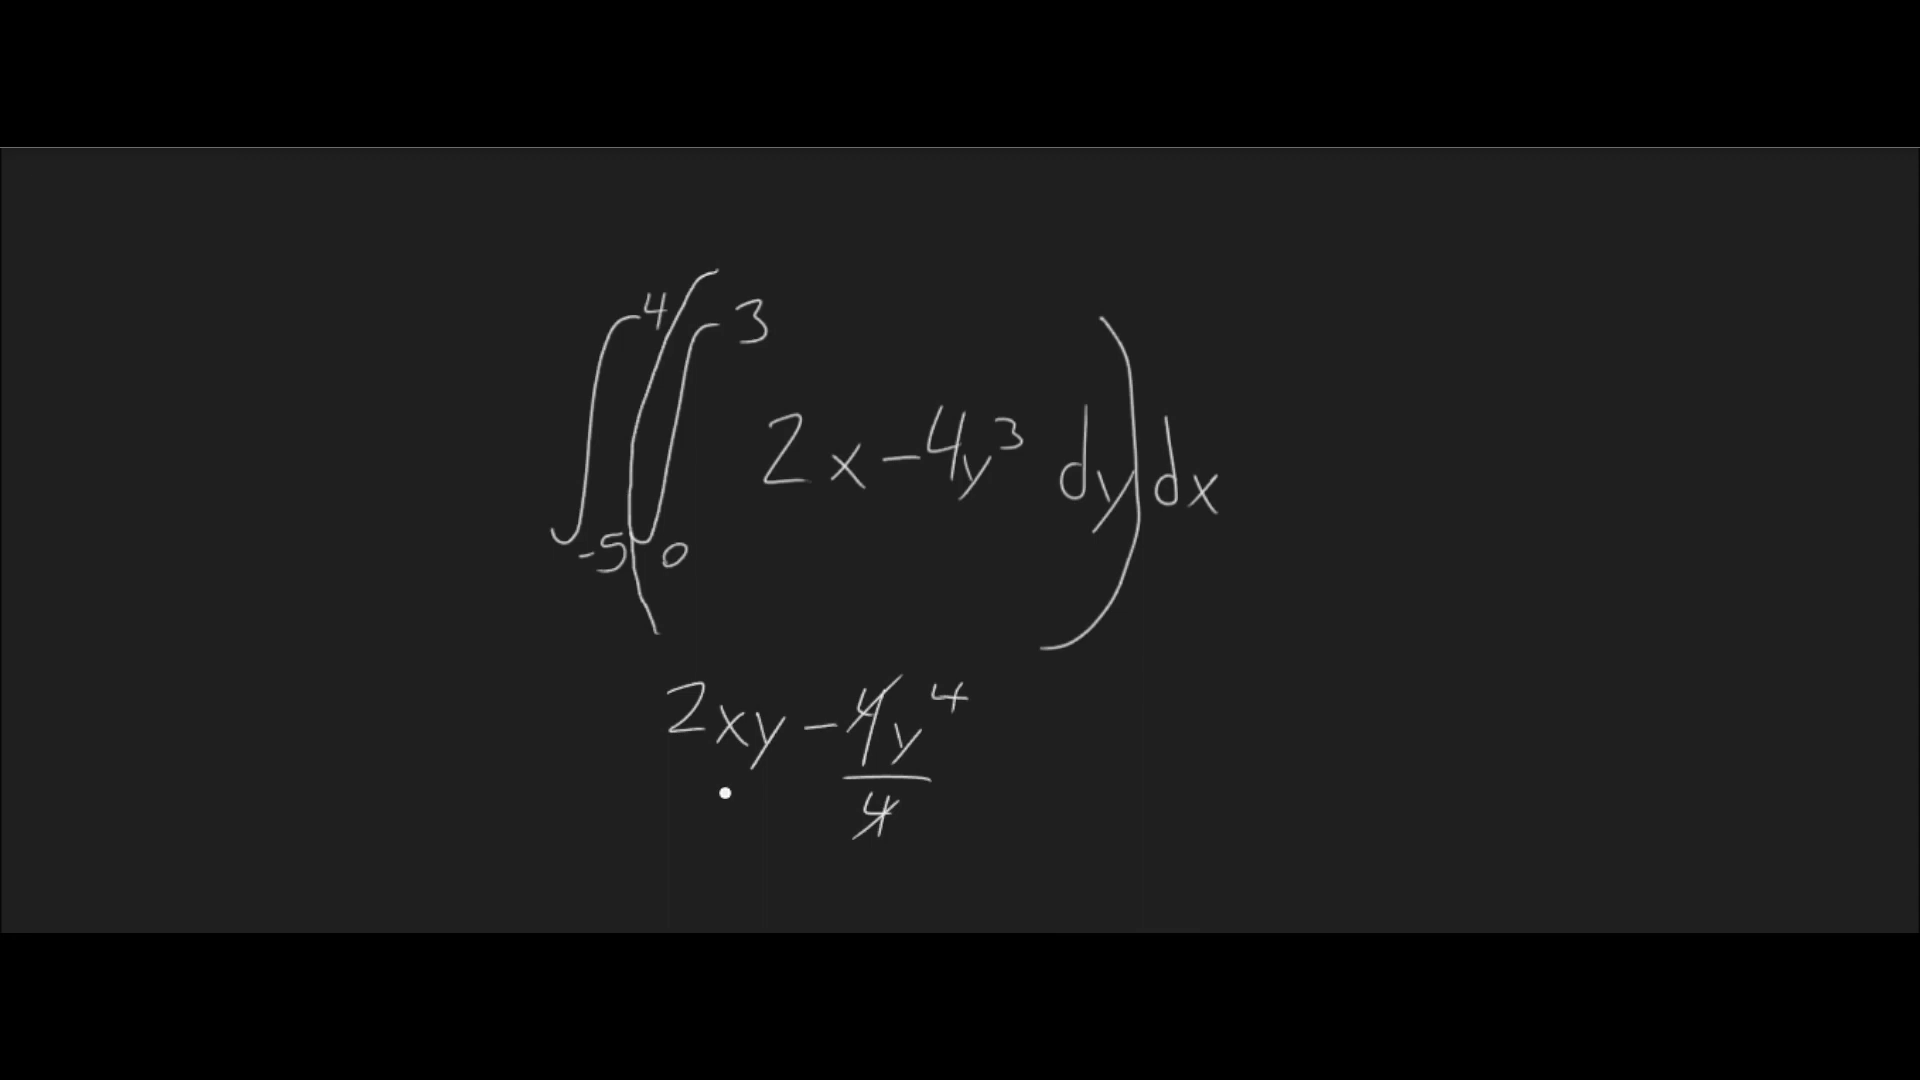 ∫_{-5}^{4} (∫_{0}^{3} 2x - 4y³ dy) dx
2xy - 4y⁴/4